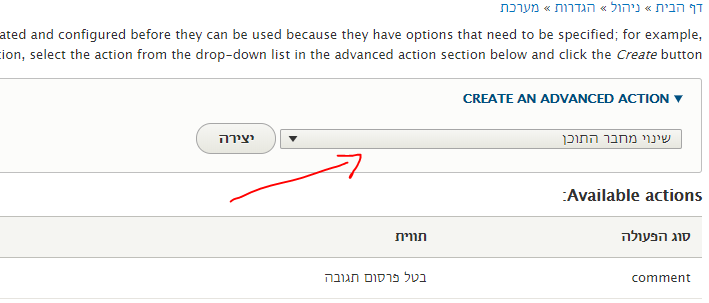 דף הבית » ניהול » הגדרות » מערכת
ated and configured before they can be used because they have options that need to be specified; for example,
tion, select the action from the drop-down list in the advanced action section below and click the Create button
CREATE AN ADVANCED ACTION
שינוי מחבר התוכן
יצירה
:Available actions
סוג הפעולה תווית
comment בטל פרסום תגובה